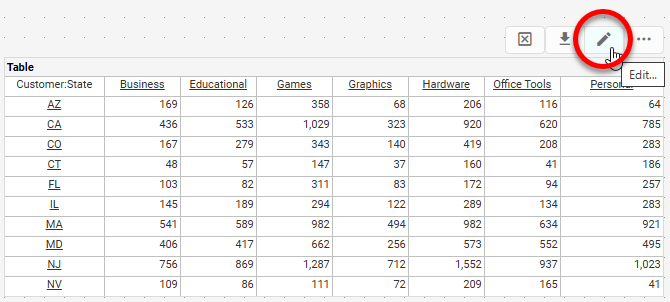 Table
Edit...
Customer:State Business Educational Games Graphics Hardware Office Tools
AZ 169 126 358 68 206 116 64
CA 436 533 1,029 323 920 620 785
CO 167 279 343 140 419 208 283
CT 48 57 147 37 160 41 186
FL 103 82 311 83 172 94 257
IL 145 189 294 122 289 134 283
MA 541 589 982 494 982 634 921
MD 406 417 662 256 573 552 495
NJ 756 869 1,287 712 1,552 937 1,023
NV 109 86 111 72 209 165 41